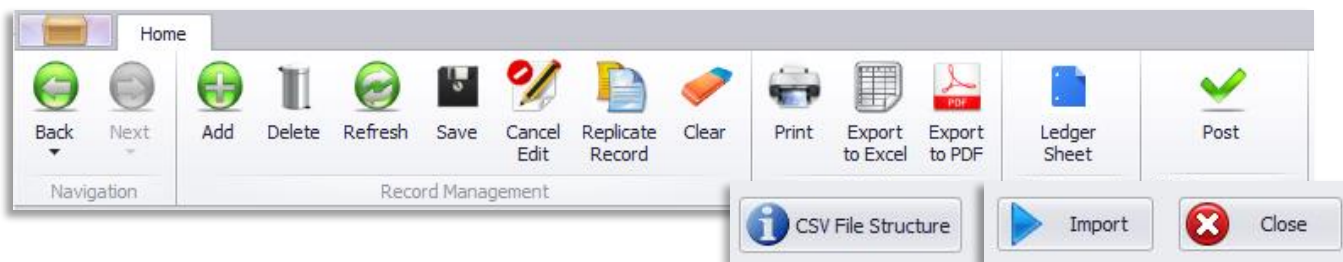 Home
Back Next Add Delete Refresh Save Cancel Edit Replicate Record Clear Print Export to Excel PDF Export to PDF Ledger Sheet Post
Navigation Record Management
CSV File Structure Import Close